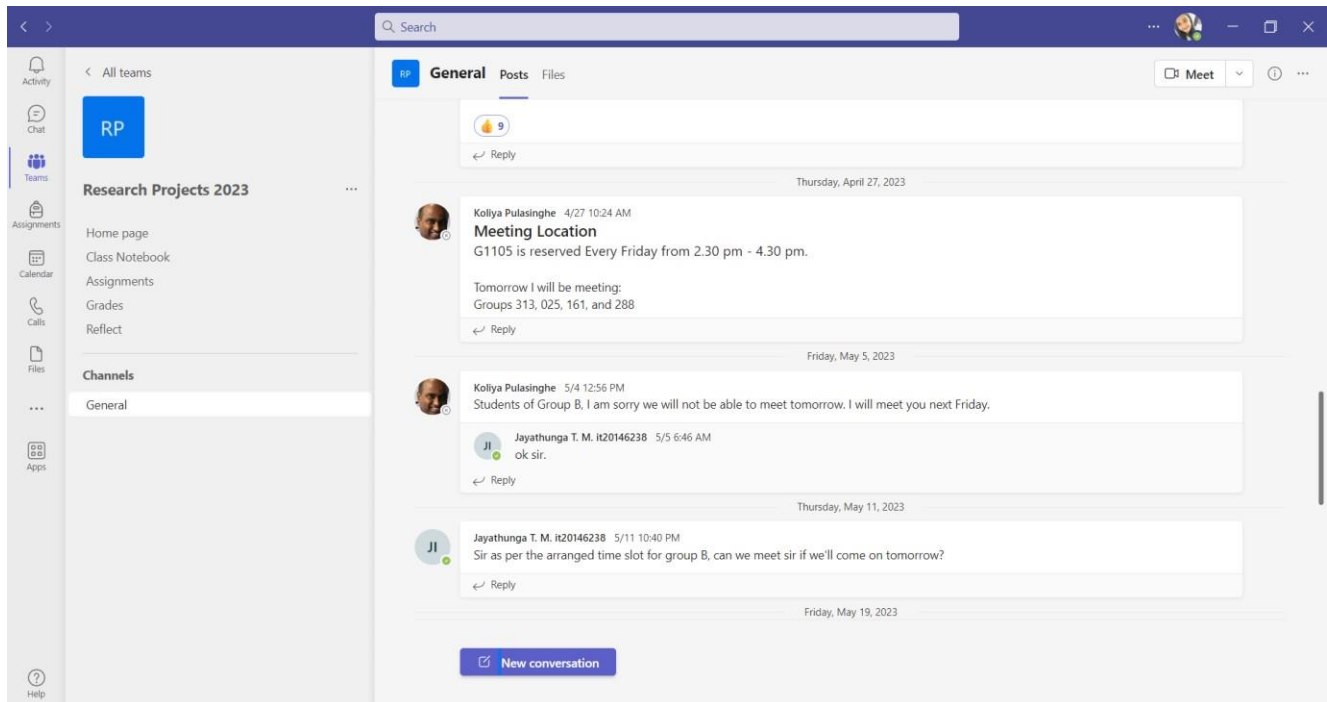 Search
Activity
Chat
Teams
Assignments
Calendar
Calls
Files
Apps
Help
All teams
RP
Research Projects 2023
Home page
Class Notebook
Assignments
Grades
Reflect
Channels
General
RP General Posts Files Meet
👍 9
Reply
Thursday, April 27, 2023
Koliya Pulasinghe 4/27 10:24 AM
Meeting Location
G1105 is reserved Every Friday from 2.30 pm - 4.30 pm.
Tomorrow I will be meeting:
Groups 313, 025, 161, and 288
Reply
Friday, May 5, 2023
Koliya Pulasinghe 5/4 12:56 PM
Students of Group B, I am sorry we will not be able to meet tomorrow. I will meet you next Friday.
JI Jayathunga T. M. it20146238 5/5 6:46 AM
ok sir.
Reply
Thursday, May 11, 2023
JI Jayathunga T. M. it20146238 5/11 10:40 PM
Sir as per the arranged time slot for group B, can we meet sir if we'll come on tomorrow?
Reply
Friday, May 19, 2023
New conversation